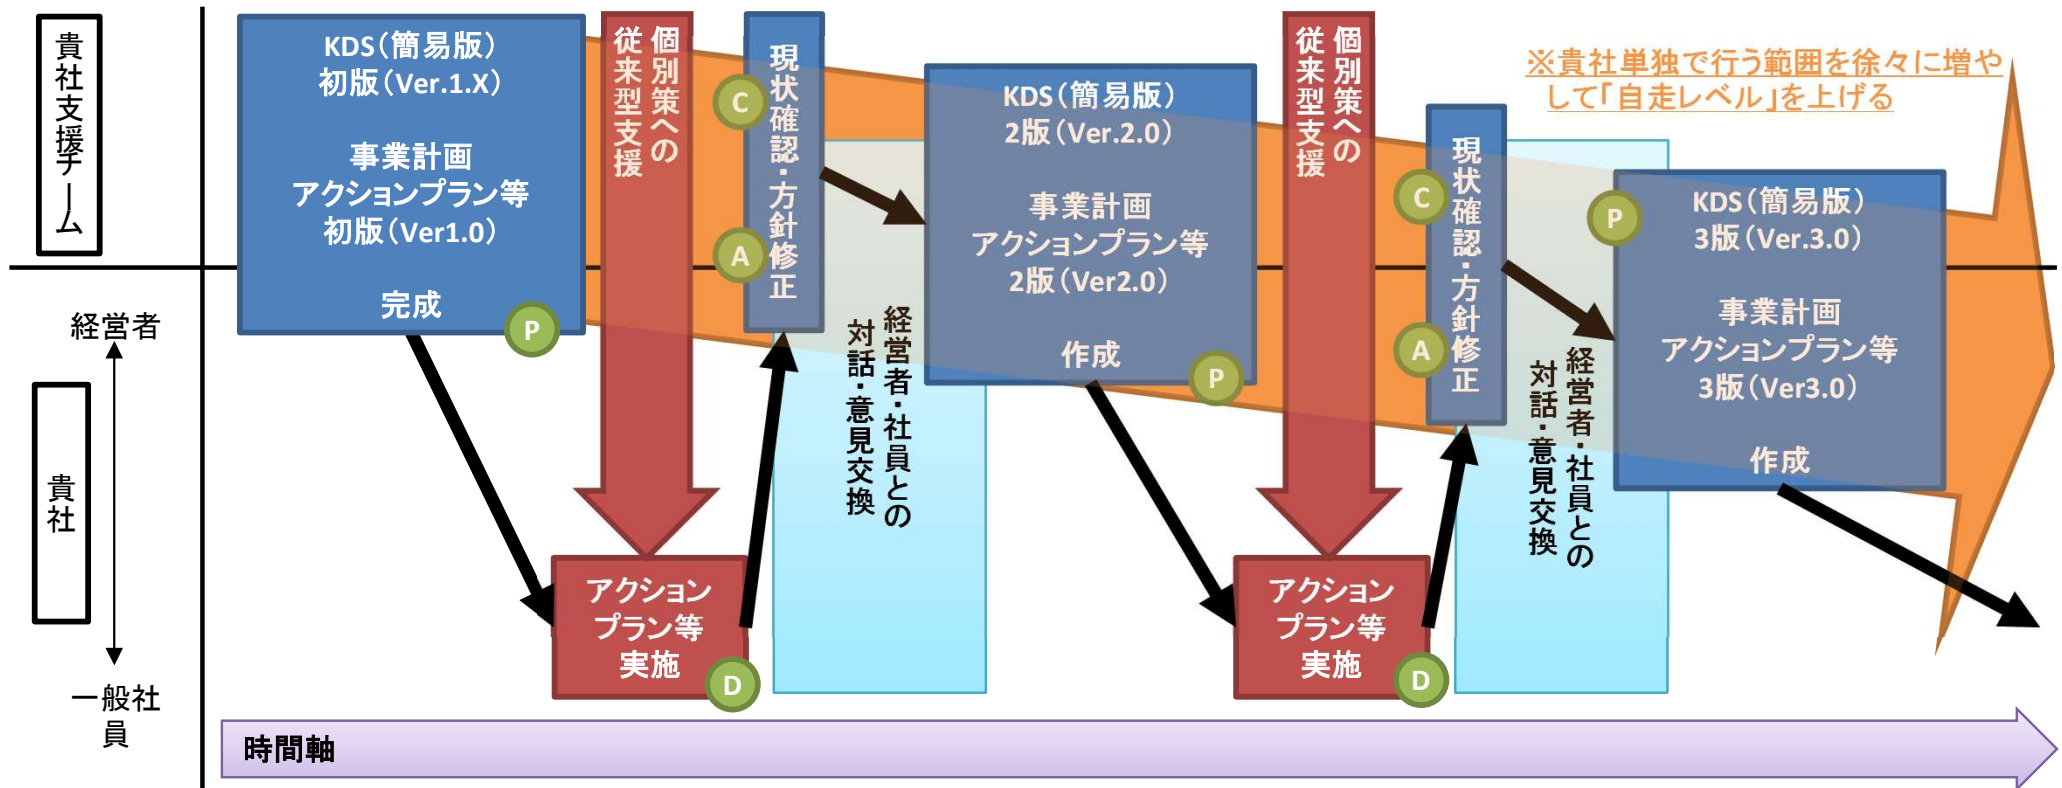 貴社支援チーム
経営者
貴社
一般社
員
KDS（簡易版）
初版（Ver.1.X）
事業計画
アクションプラン等
初版（Ver1.0）
完成
P
個別策への
従来型支援
アクション
プラン等
実施
D
現状確認・方針修正
C
A
経営者・社員との
対話・意見交換
KDS（簡易版）
2版（Ver.2.0）
事業計画
アクションプラン等
2版（Ver2.0）
作成
P
個別策への
従来型支援
アクション
プラン等
実施
D
現状確認・方針修正
C
A
経営者・社員との
対話・意見交換
※貴社単独で行う範囲を徐々に増や
して「自走レベル」を上げる
P
KDS（簡易版）
3版（Ver.3.0）
事業計画
アクションプラン等
3版（Ver3.0）
作成
時間軸